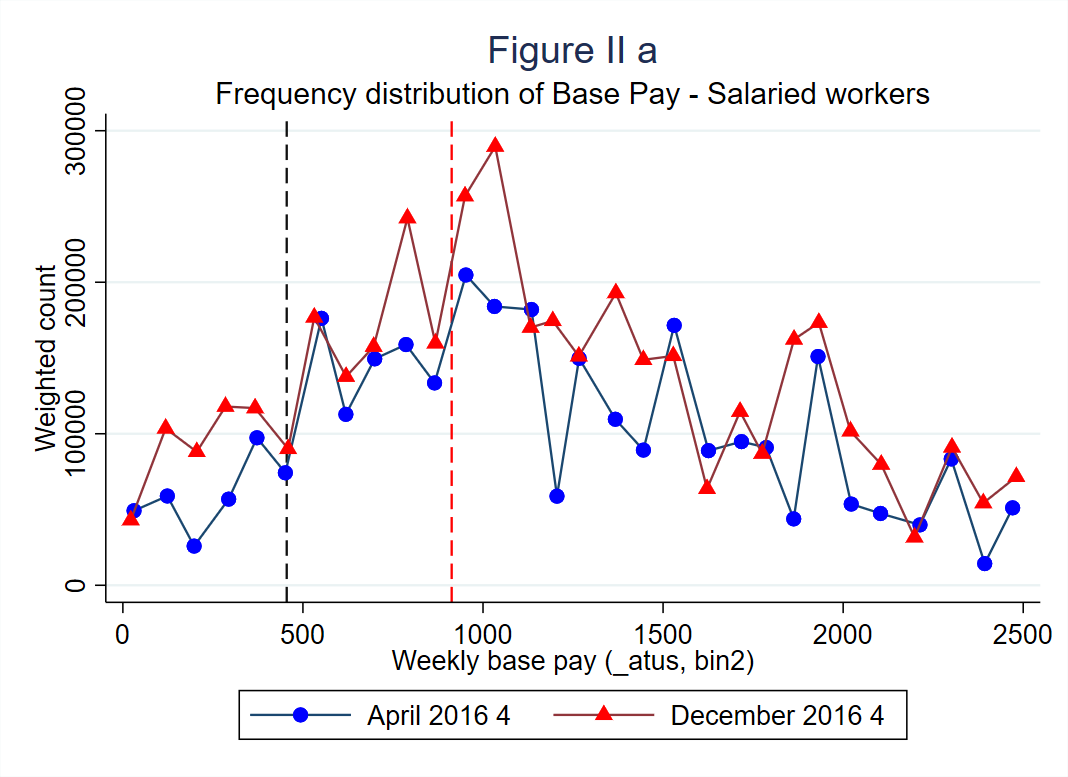 Figure II a
Frequency distribution of Base Pay - Salaried workers
Weighted count
300000
200000
100000
0
0 500 1000 1500 2000 2500
Weekly base pay (_atus, bin2)
April 2016 4 December 2016 4